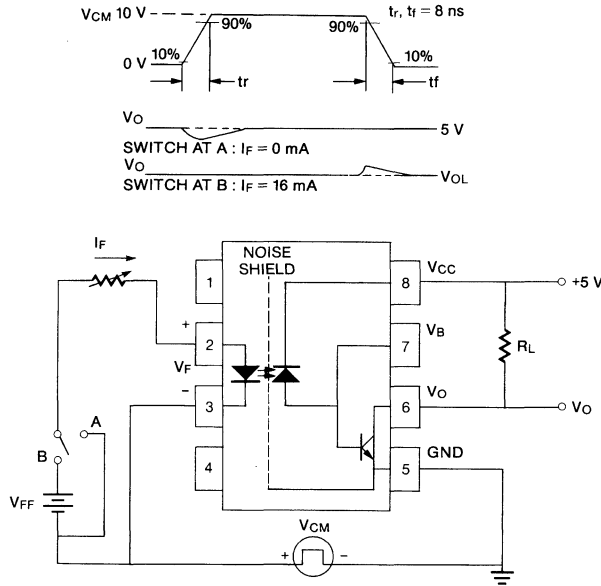 VCM 10 V
tr, tf = 8 ns
90%
90%
10%
10%
0 V
tr
tf
VO
5 V
SWITCH AT A : IF = 0 mA
VO
VOL
SWITCH AT B : IF = 16 mA
IF
NOISE
SHIELD
1
8
VCC
+5 V
+
2
7
VB
RL
VF
−
3
6
VO
VO
A
B
4
5
GND
VFF
VCM
+
−